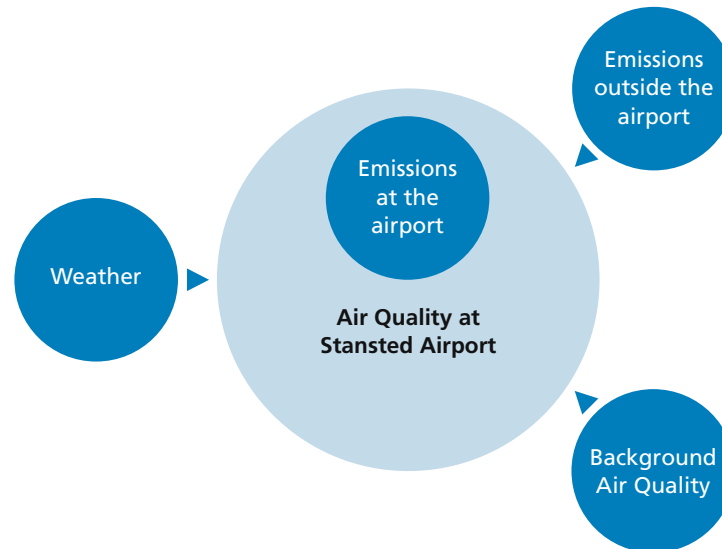 Emissions
outside the
airport
Emissions
at the
airport
Weather
Air Quality at
Stansted Airport
Background
Air Quality